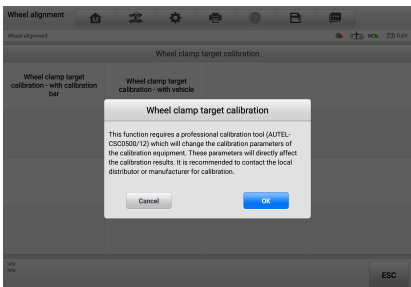 Wheel alignment
Wheel alignment
VCI
0.0V
Wheel clamp target calibration
Wheel clamp target
calibration - with calibration
bar
Wheel clamp target
calibration - with vehicle
Wheel clamp target calibration
This function requires a professional calibration tool (AUTEL-
CSC0500/12) which will change the calibration parameters of
the calibration equipment. These parameters will directly affect
the calibration results. It is recommended to contact the local
distributor or manufacturer for calibration.
Cancel
OK
ESC